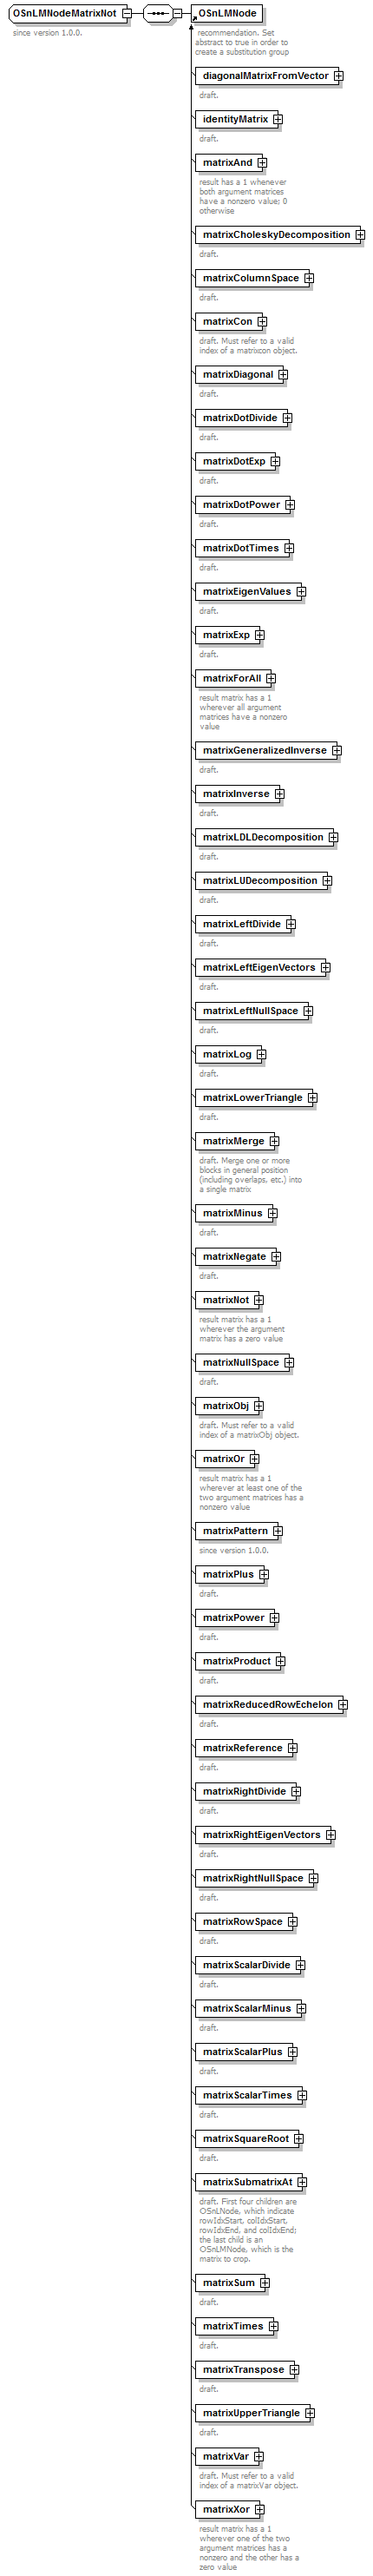 OSnLMNodeMatrixNot
since version 1.0.0.
OSnLMNode
recommendation. Set
abstract to true in order to
create a substitution group
diagonalMatrixFromVector
draft.
identityMatrix
draft.
matrixAnd
result has a 1 whenever
both argument matrices
have a nonzero value; 0
otherwise
matrixCholeskyDecomposition
draft.
matrixColumnSpace
draft.
matrixCon
draft. Must refer to a valid
index of a matrixcon object.
matrixDiagonal
draft.
matrixDotDivide
draft.
matrixDotExp
draft.
matrixDotPower
draft.
matrixDotTimes
draft.
matrixEigenValues
draft.
matrixExp
draft.
matrixForAll
result matrix has a 1
wherever all argument
matrices have a nonzero
value
matrixGeneralizedInverse
draft.
matrixInverse
draft.
matrixLDLDecomposition
draft.
matrixLUDecomposition
draft.
matrixLeftDivide
draft.
matrixLeftEigenVectors
draft.
matrixLeftNullSpace
draft.
matrixLog
draft.
matrixLowerTriangle
draft.
matrixMerge
draft. Merge one or more
blocks in general position
(including overlaps, etc.) into
a single matrix
matrixMinus
draft.
matrixNegate
draft.
matrixNot
result matrix has a 1
wherever the argument
matrix has a zero value
matrixNullSpace
draft.
matrixObj
draft. Must refer to a valid
index of a matrixObj object.
matrixOr
result matrix has a 1
wherever at least one of the
two argument matrices has a
nonzero value
matrixPattern
since version 1.0.0.
matrixPlus
draft.
matrixPower
draft.
matrixProduct
draft.
matrixReducedRowEchelon
draft.
matrixReference
draft.
matrixRightDivide
draft.
matrixRightEigenVectors
draft.
matrixRightNullSpace
draft.
matrixRowSpace
draft.
matrixScalarDivide
draft.
matrixScalarMinus
draft.
matrixScalarPlus
draft.
matrixScalarTimes
draft.
matrixSquareRoot
draft.
matrixSubmatrixAt
draft. First four children are
OSnLNode, which indicate
rowIdxStart, colIdxStart,
rowIdxEnd, and colIdxEnd;
the last child is an
OSnLMNode, which is the
matrix to crop.
matrixSum
draft.
matrixTimes
draft.
matrixTranspose
draft.
matrixUpperTriangle
draft.
matrixVar
draft. Must refer to a valid
index of a matrixVar object.
matrixXor
result matrix has a 1
wherever one of the two
argument matrices has a
nonzero and the other has a
zero value